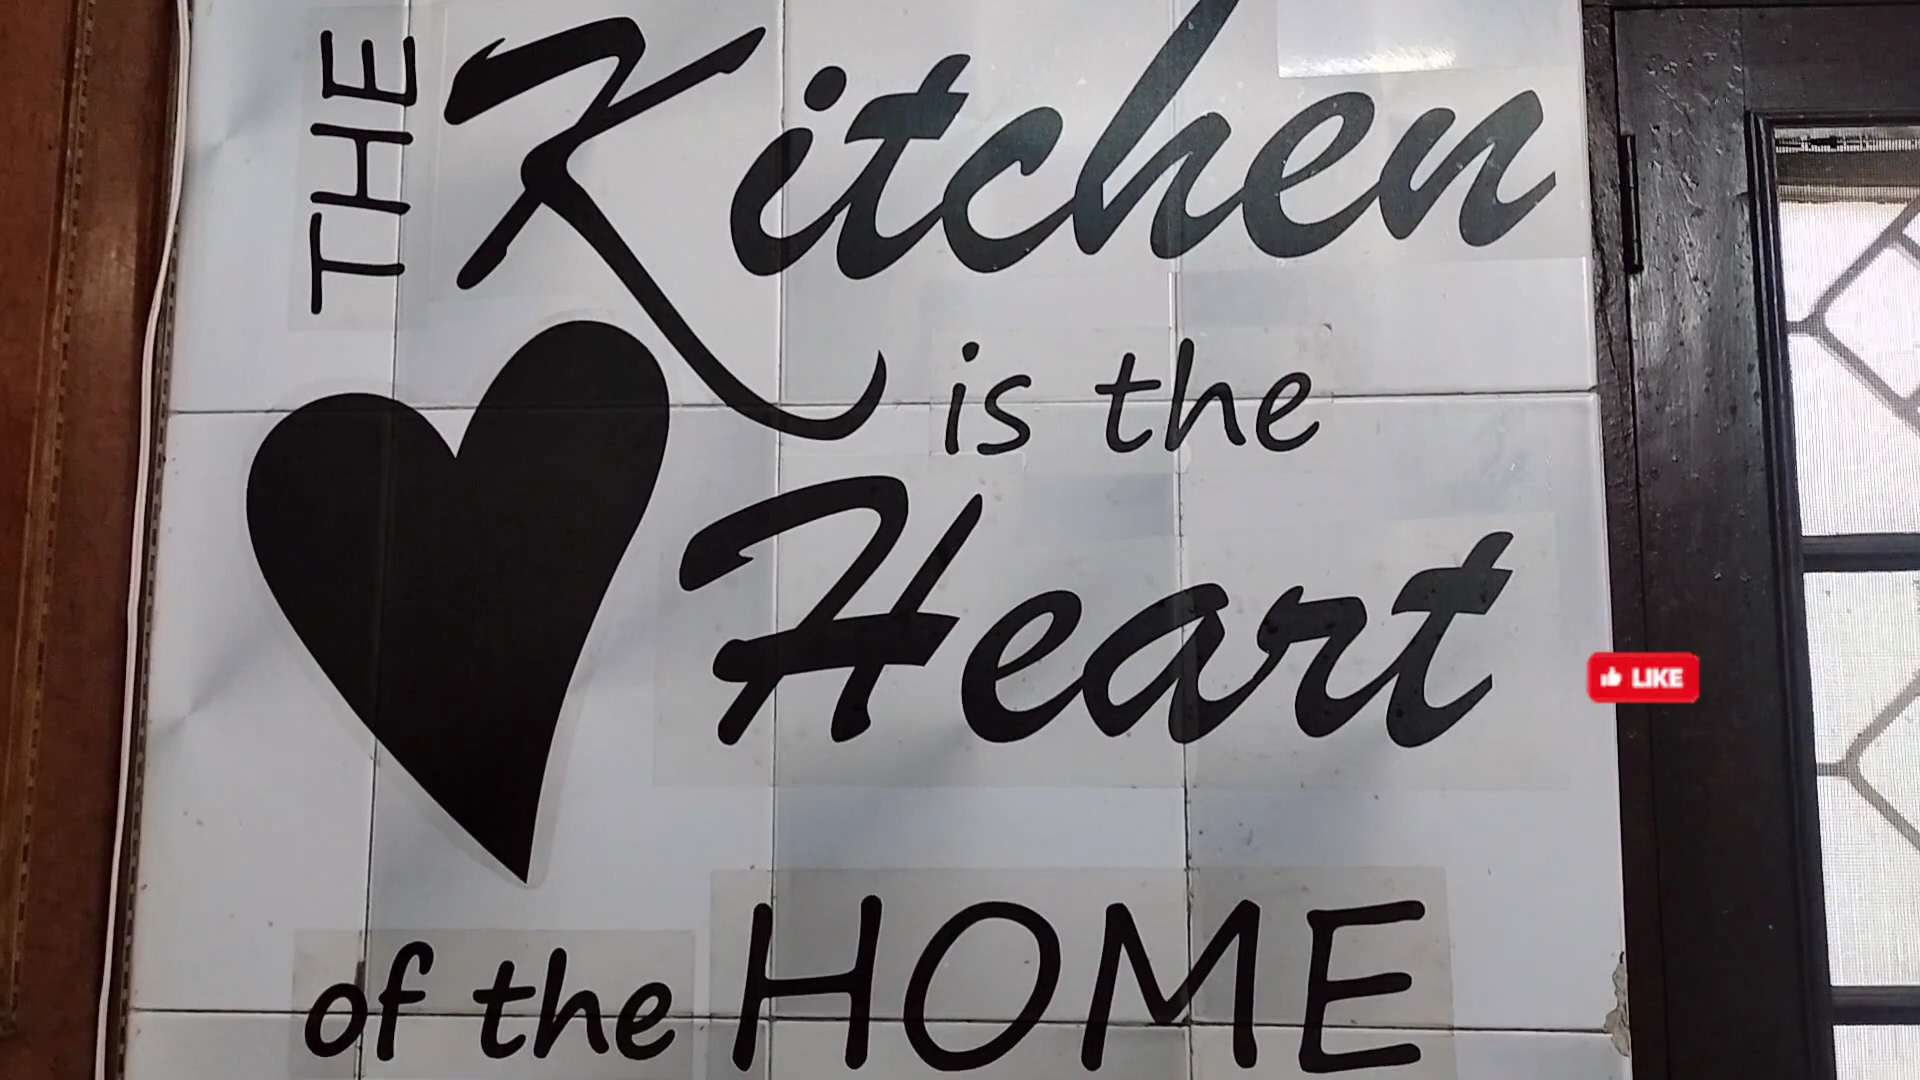 THE
Kitchen
is the
Heart
of the HOME
LIKE